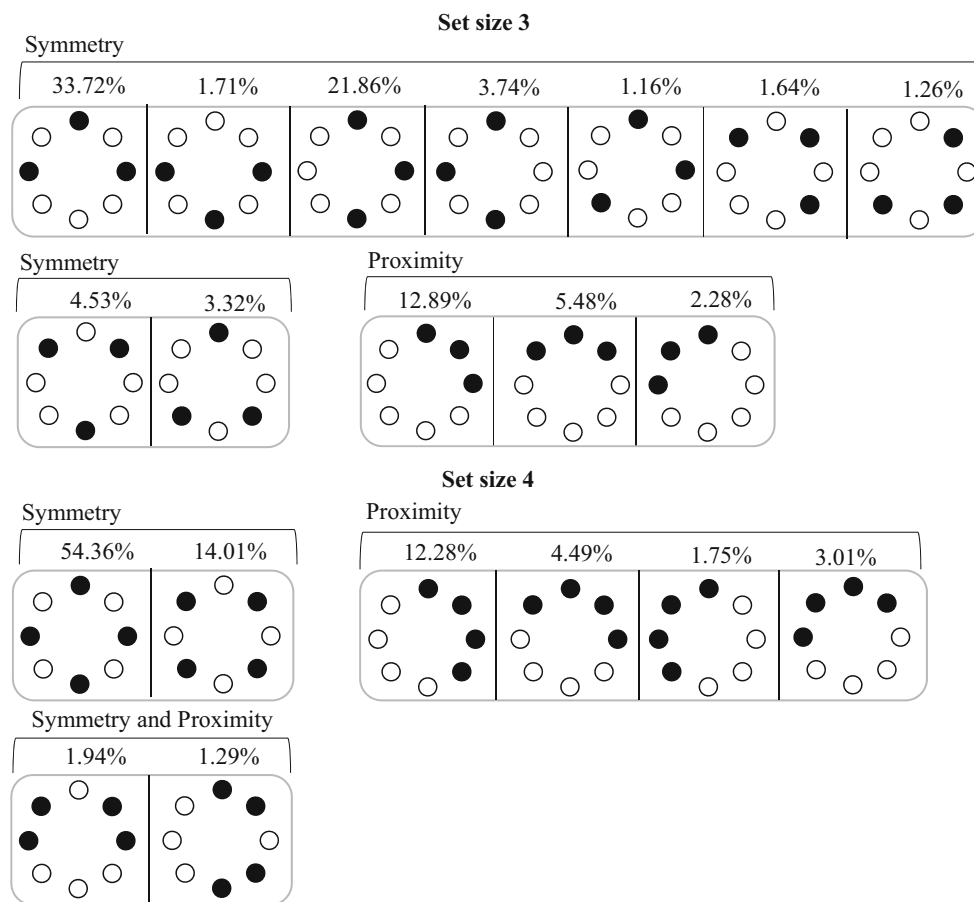 Set size 3
Symmetry
33.72% 1.71% 21.86% 3.74% 1.16% 1.64% 1.26%
Symmetry
4.53% 3.32%
Proximity
12.89% 5.48% 2.28%
Set size 4
Symmetry
54.36% 14.01%
Proximity
12.28% 4.49% 1.75% 3.01%
Symmetry and Proximity
1.94% 1.29%